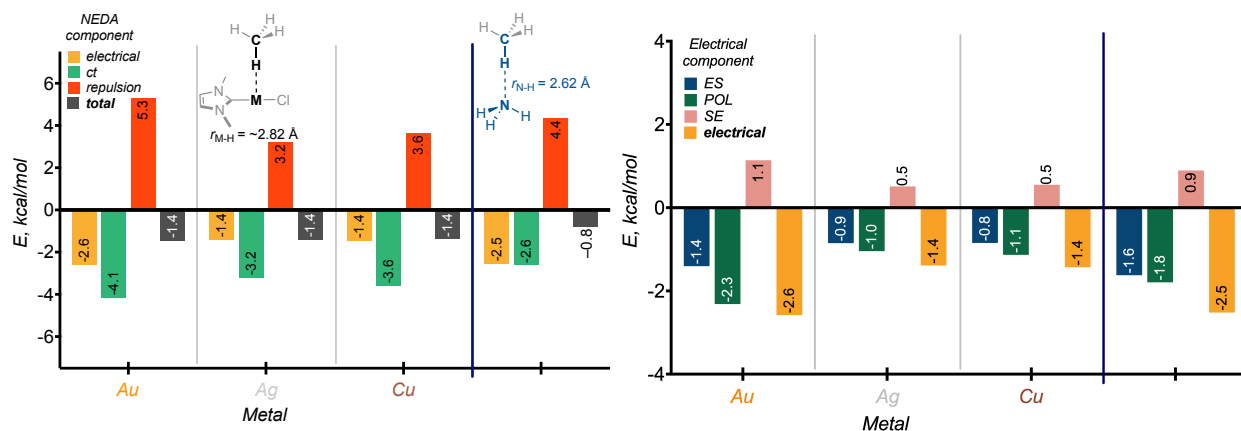 NEDA
component
electrical
ct
repulsion
total
H
H
H
C
H
M
Cl
N
N
rM-H = ~2.82 Å
H
H
H
C
H
rN-H = 2.62 Å
N
H
H
H
E, kcal/mol
6
4
2
0
-2
-4
-6
-2.6
-4.1
5.3
-1.4
-1.4
-3.2
3.2
-1.4
-1.4
-3.6
3.6
-1.4
-2.5
-2.6
4.4
-0.8
Au
Ag
Cu
Metal
Electrical
component
ES
POL
SE
electrical
E, kcal/mol
4
2
0
-2
-4
-1.4
-2.3
1.1
-2.6
-0.9
-1.0
0.5
-1.4
-0.8
-1.1
0.5
-1.4
-1.6
-1.8
0.9
-2.5
Au
Ag
Cu
Metal